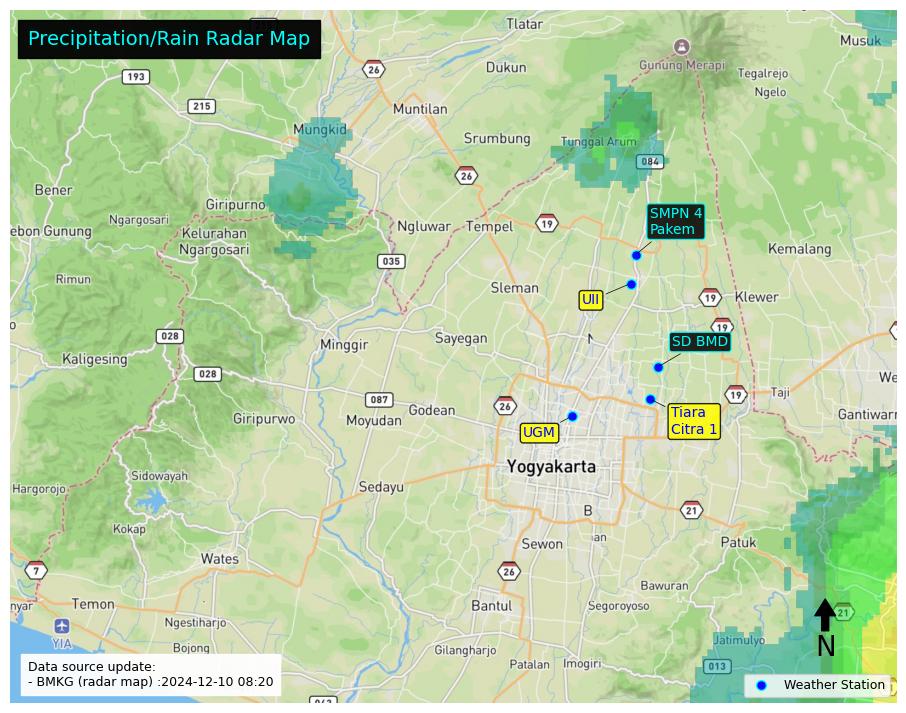 Precipitation/Rain Radar Map
Tlatar
Musuk
26
Gunung Merapi
Dukun
Tegalrejo
193
Ngelo
215
Muntilan
Mungkid
Srumbung
Tunggal Arum
084
26
Bener
Giripurno
SMPN 4
Pakem
Ngargosari
Ngluwar
Tempel
19
ebon Gunung
Kelurahan
Ngargosari
Kemalang
035
Rimun
Sleman
UII
19
Klewer
19
028
Minggir
Sayegan
N
SD BMD
Kaligesing
028
We
087
26
19
Taji
Godean
Giripurwo
Moyudan
Tiara
Citra 1
Gantiwarn
UGM
Yogyakarta
Sidowayah
Hargorojo
Sedayu
21
B
Kokap
an
Sewon
Patuk
Wates
7
26
Bawuran
nyar
Temon
Bantul
Segoroyoso
21
Ngestiharjo
YIA
Jatimulyo
Bojong
Gilangharjo
N
Patalan
Imogiri
013
Data source update:
- BMKG (radar map) :2024-12-10 08:20
Weather Station